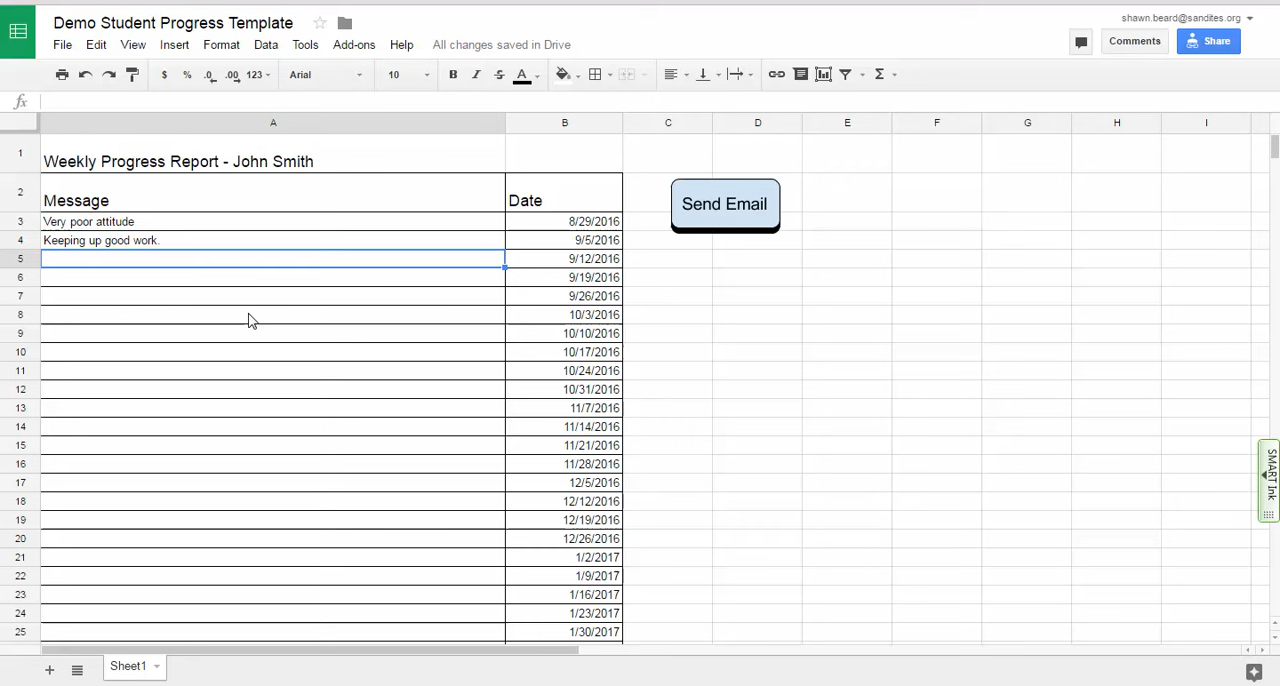 Demo Student Progress Template
shawn.beard@sandites.org
File Edit View Insert Format Data Tools Add-ons Help All changes saved in Drive
Comments Share
$ % .0 .00 123 Arial 10 B I S A Σ
fx
A B C D E F G H I
1 Weekly Progress Report - John Smith
2 Message Date
Send Email
3 Very poor attitude 8/29/2016
4 Keeping up good work. 9/5/2016
5 9/12/2016
6 9/19/2016
7 9/26/2016
8 10/3/2016
9 10/10/2016
10 10/17/2016
11 10/24/2016
12 10/31/2016
13 11/7/2016
14 11/14/2016
15 11/21/2016
16 11/28/2016
17 12/5/2016
18 12/12/2016
19 12/19/2016
20 12/26/2016
21 1/2/2017
22 1/9/2017
23 1/16/2017
24 1/23/2017
25 1/30/2017
SMART Ink
Sheet1